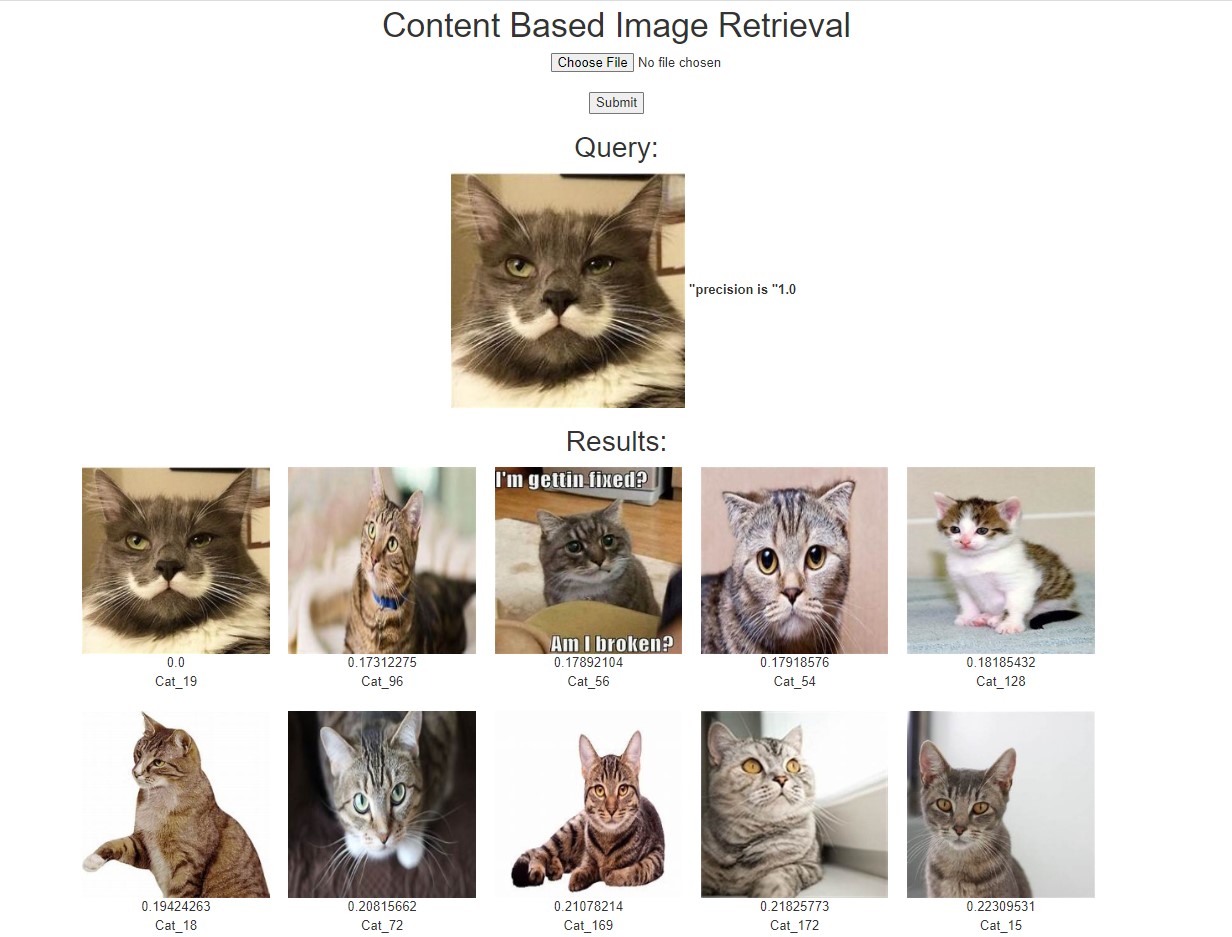 Content Based Image Retrieval
Choose File No file chosen
Submit
Query:
"precision is "1.0
Results:
I'm gettin fixed?
Am I broken?
0.0 0.17312275 0.17892104 0.17918576 0.18185432
Cat_19 Cat_96 Cat_56 Cat_54 Cat_128
0.19424263 0.20815662 0.21078214 0.21825773 0.22309531
Cat_18 Cat_72 Cat_169 Cat_172 Cat_15